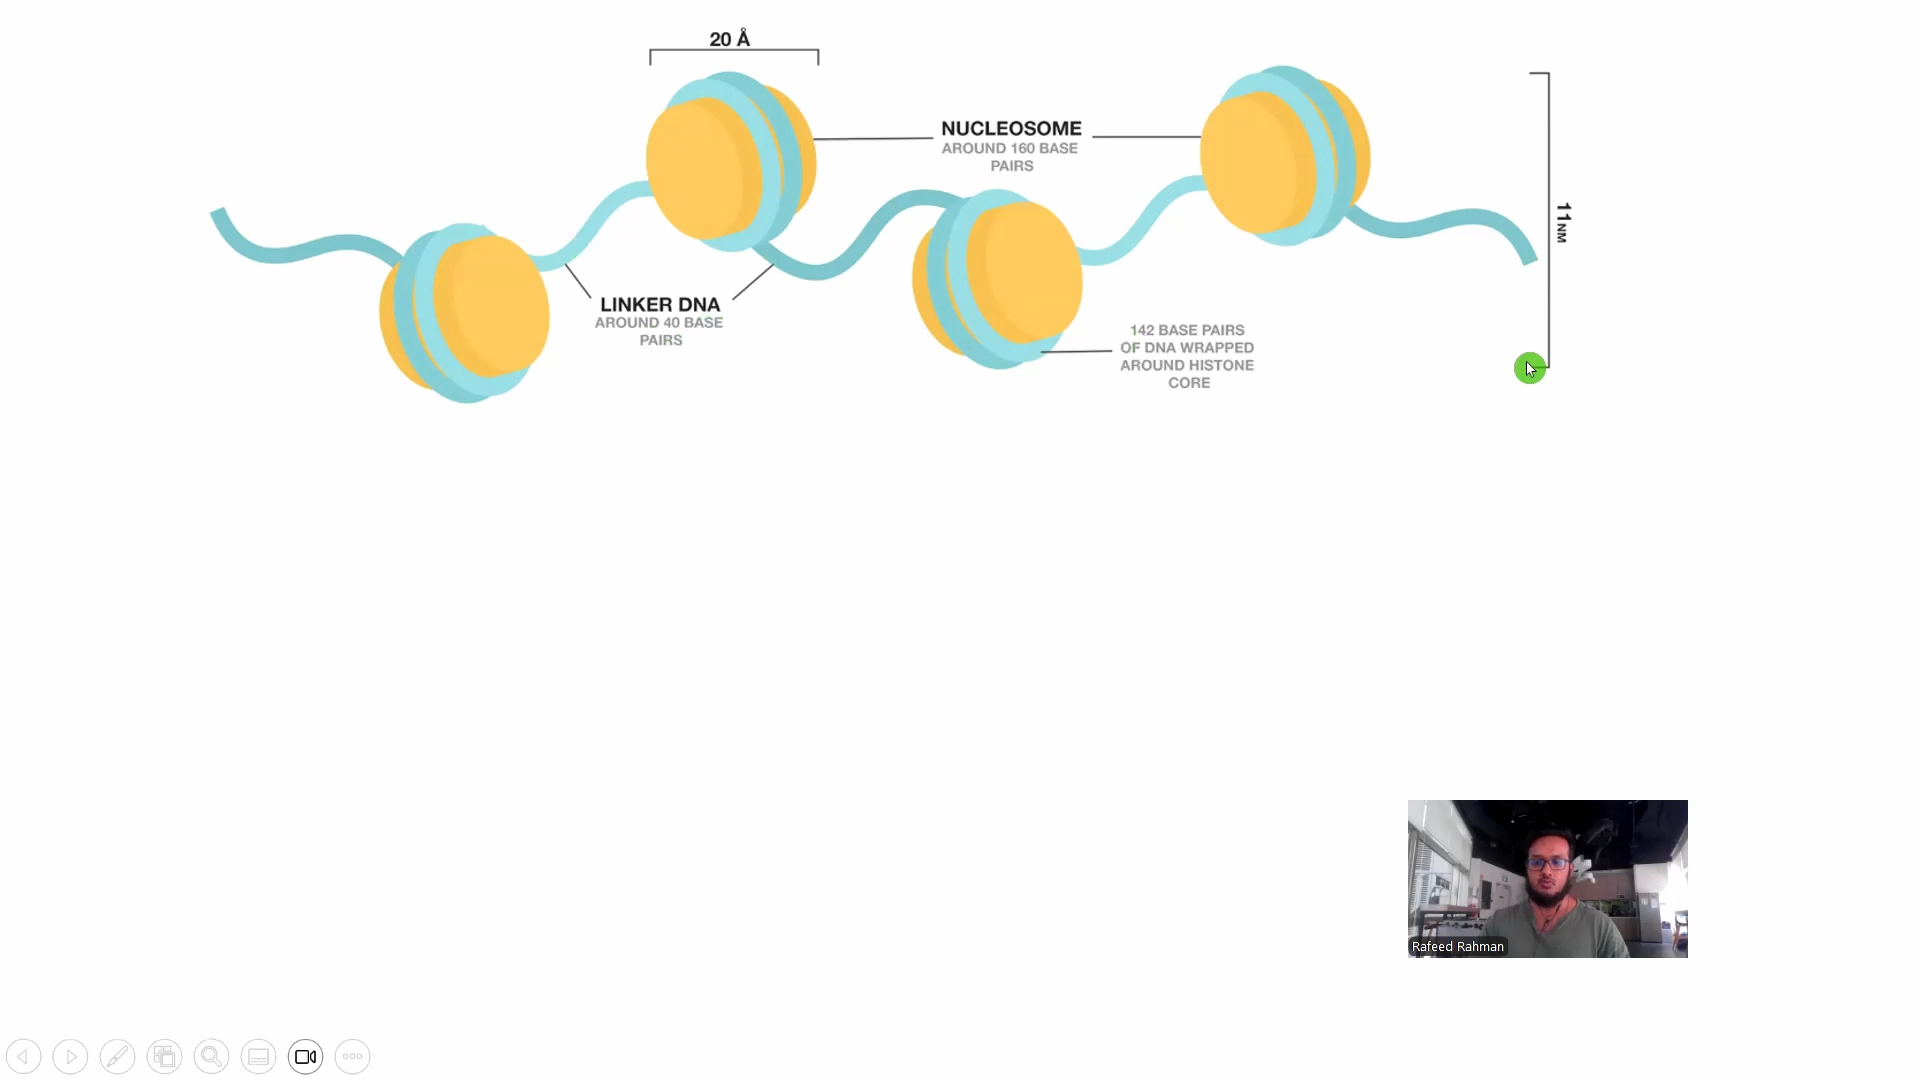 20 Å
NUCLEOSOME
AROUND 160 BASE
PAIRS
11NM
LINKER DNA
AROUND 40 BASE
PAIRS
142 BASE PAIRS
OF DNA WRAPPED
AROUND HISTONE
CORE
Rafeed Rahman